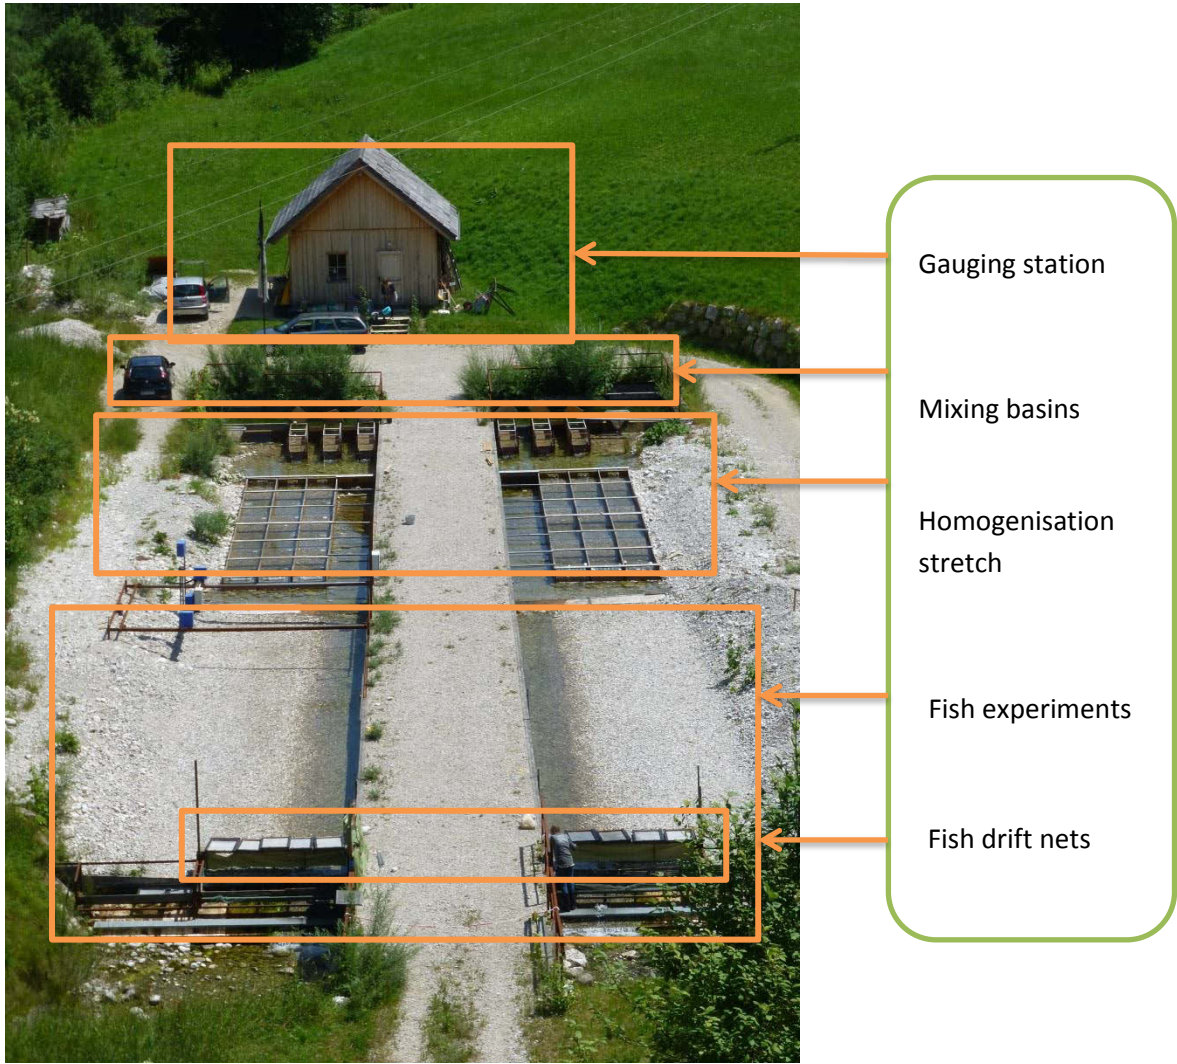 Gauging station
Mixing basins
Homogenisation
stretch
Fish experiments
Fish drift nets